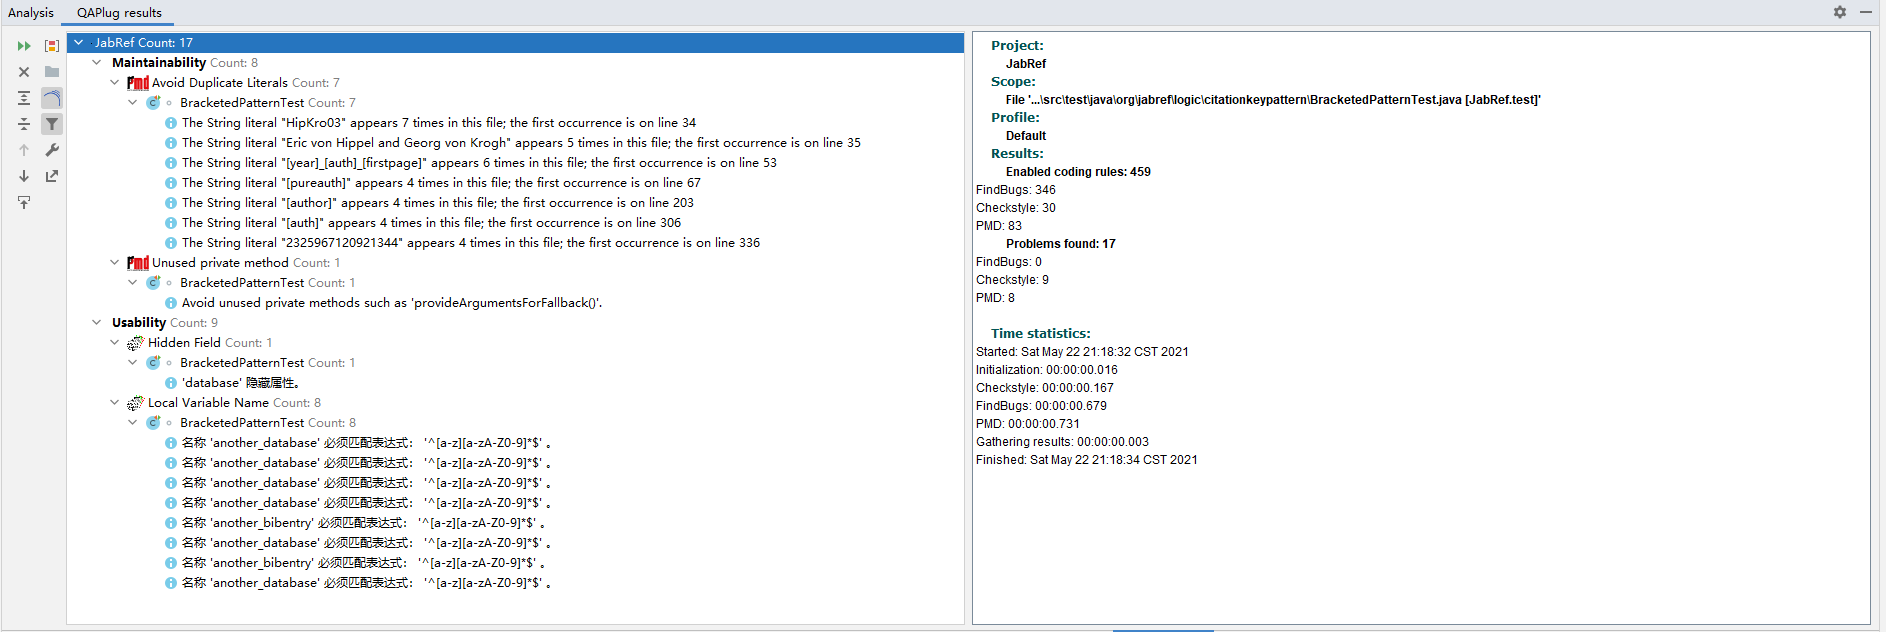 Analysis QAPlug results
JabRef Count: 17
Maintainability Count: 8
Pmd Avoid Duplicate Literals Count: 7
BracketedPatternTest Count: 7
The String literal "HipKro03" appears 7 times in this file; the first occurrence is on line 34
The String literal "Eric von Hippel and Georg von Krogh" appears 5 times in this file; the first occurrence is on line 35
The String literal "[year]_[auth]_[firstpage]" appears 6 times in this file; the first occurrence is on line 53
The String literal "[pureauth]" appears 4 times in this file; the first occurrence is on line 67
The String literal "[author]" appears 4 times in this file; the first occurrence is on line 203
The String literal "[auth]" appears 4 times in this file; the first occurrence is on line 306
The String literal "2325967120921344" appears 4 times in this file; the first occurrence is on line 336
Pmd Unused private method Count: 1
BracketedPatternTest Count: 1
Avoid unused private methods such as 'provideArgumentsForFallback()'.
Usability Count: 9
Hidden Field Count: 1
BracketedPatternTest Count: 1
'database' 隐藏属性。
Local Variable Name Count: 8
BracketedPatternTest Count: 8
名称 'another_database' 必须匹配表达式： '^[a-z][a-zA-Z0-9]*$' 。
名称 'another_database' 必须匹配表达式： '^[a-z][a-zA-Z0-9]*$' 。
名称 'another_database' 必须匹配表达式： '^[a-z][a-zA-Z0-9]*$' 。
名称 'another_database' 必须匹配表达式： '^[a-z][a-zA-Z0-9]*$' 。
名称 'another_bibentry' 必须匹配表达式： '^[a-z][a-zA-Z0-9]*$' 。
名称 'another_database' 必须匹配表达式： '^[a-z][a-zA-Z0-9]*$' 。
名称 'another_bibentry' 必须匹配表达式： '^[a-z][a-zA-Z0-9]*$' 。
名称 'another_database' 必须匹配表达式： '^[a-z][a-zA-Z0-9]*$' 。
Project:
JabRef
Scope:
File '...\src\test\java\org\jabref\logic\citationkeypattern\BracketedPatternTest.java [JabRef.test]'
Profile:
Default
Results:
Enabled coding rules: 459
FindBugs: 346
Checkstyle: 30
PMD: 83
Problems found: 17
FindBugs: 0
Checkstyle: 9
PMD: 8
Time statistics:
Started: Sat May 22 21:18:32 CST 2021
Initialization: 00:00:00.016
Checkstyle: 00:00:00.167
FindBugs: 00:00:00.679
PMD: 00:00:00.731
Gathering results: 00:00:00.003
Finished: Sat May 22 21:18:34 CST 2021